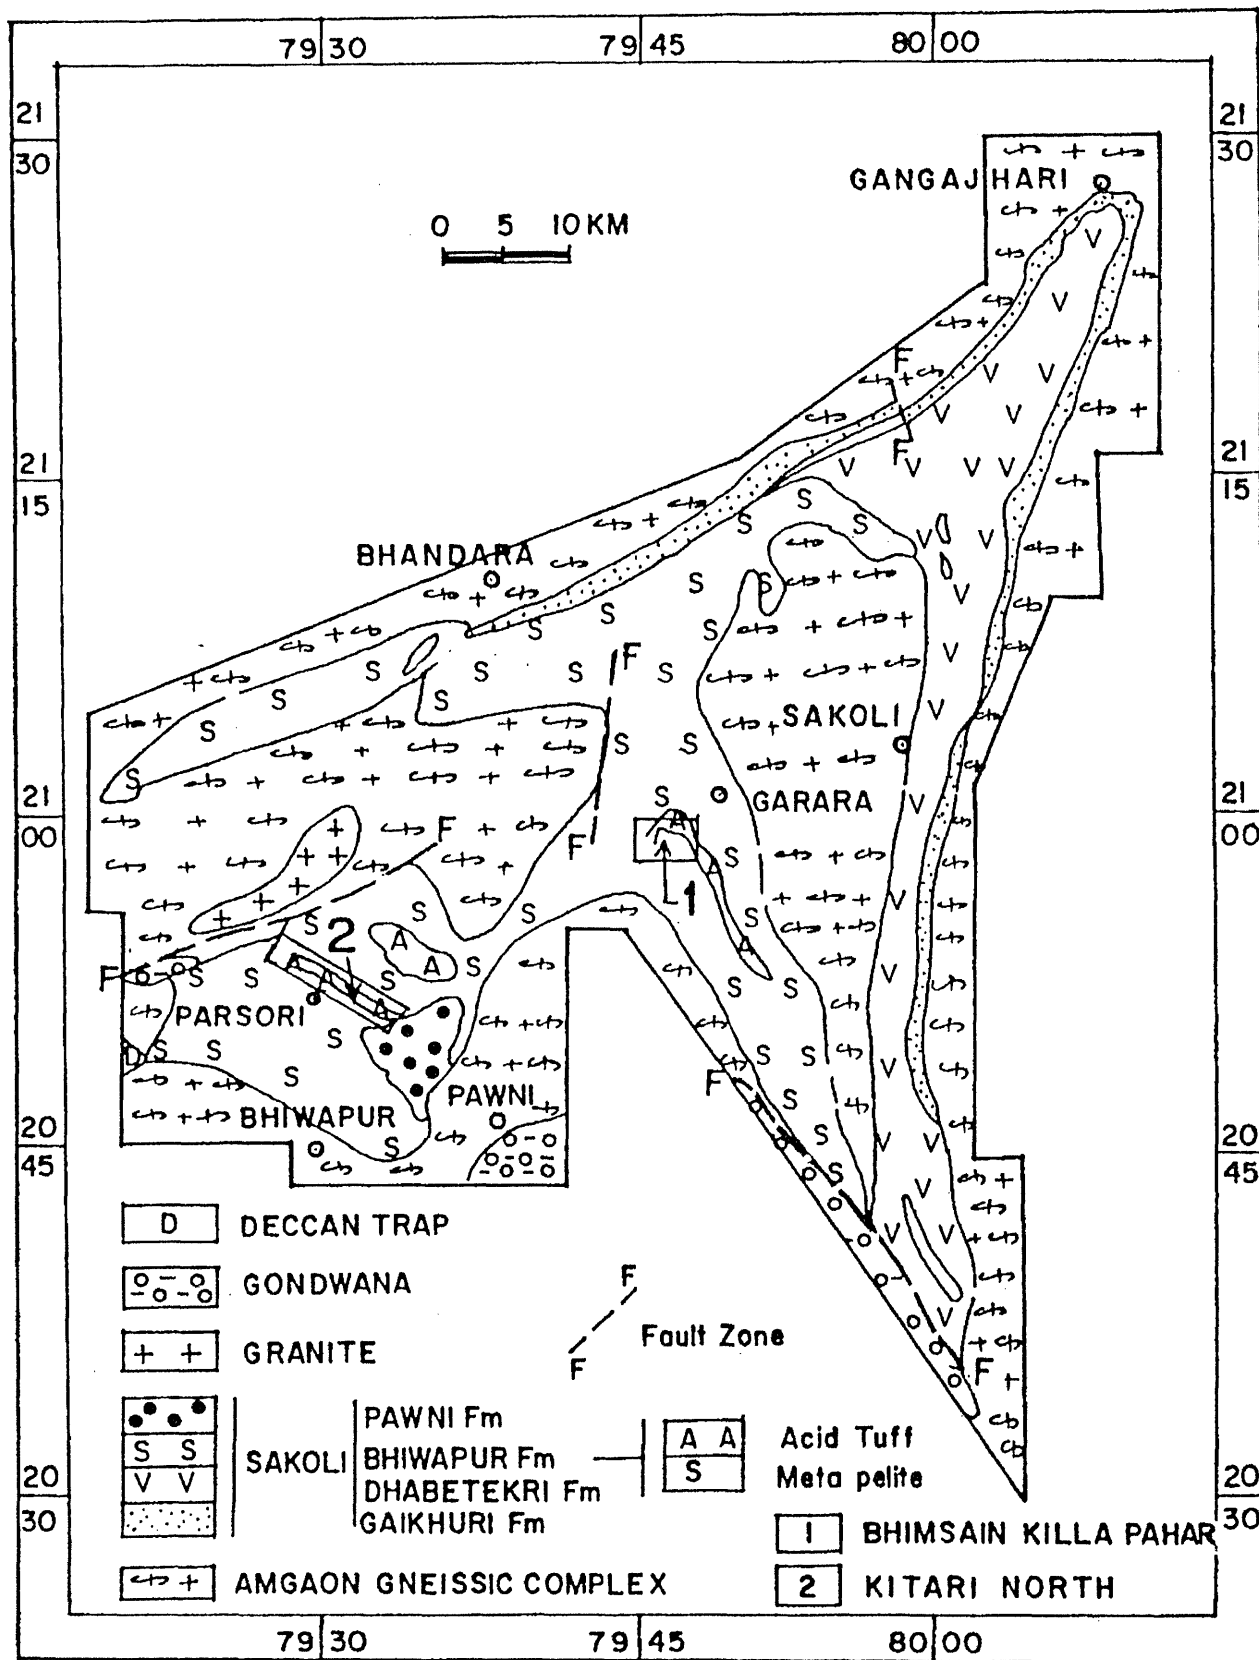 79 30 79 45 80 00
21 30 21 30
GANGAJHARI
0 5 10 KM
V
V
F
V V
V V
F
21 15 21 15
V V V V
S
S S V V
BHANDARA
S S V
S S S
F V
S S S S
S S
SAKOLI V
S S S
S
S GARARA V
21 00 21 00
F A
F S
A
1
V
S S S S
2 A A
F A A S A
S S S S V
PARSORI A
S S
S S
D S S S S V
F
S PAWNI S
BHIWAPUR
S S V V
20 45 20 45
S
V
V V
V
F
D DECCAN TRAP
GONDWANA
F
F
Fault Zone
+ + GRANITE
SAKOLI
PAWNI Fm
S S BHIWAPUR Fm
V V DHABETEKRI Fm
GAIKHURI Fm
A A Acid Tuff
S Meta pelite
20 30 20 30
1 BHIMSAIN KILLA PAHAR
AMGAON GNEISSIC COMPLEX
2 KITARI NORTH
79 30 79 45 80 00